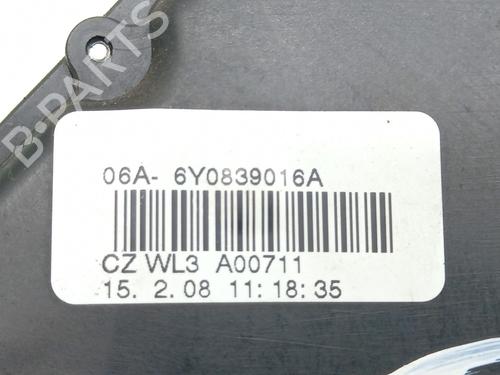 B-PARTS
06A- 6Y0839016A
CZ WL3 A00711
15. 2.08 11:18:35